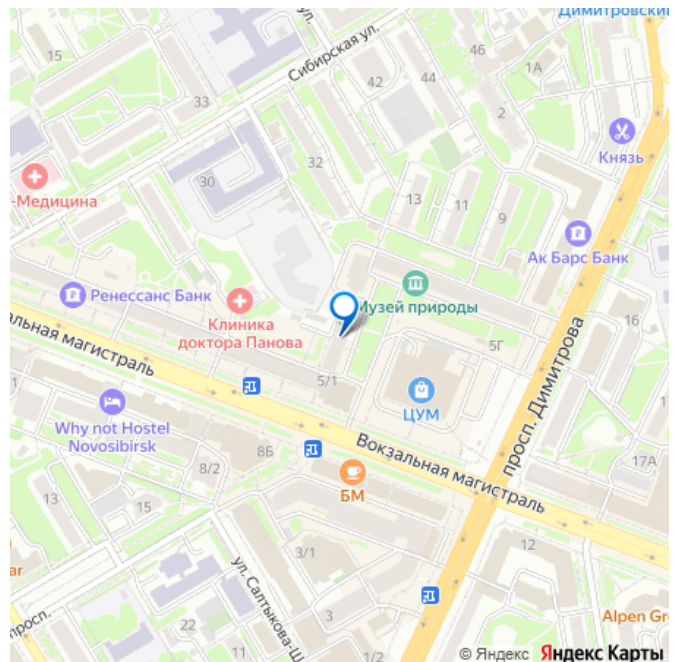 Димитровский
ул.
Сибирская ул.
46
1А
42
44
33
2
Князь
32
-Медицина
30
13
11
9
Ак Барс Банк
Ренессанс Банк
Клиника
доктора Панова
Музей природы
16
5Г
просп. Димитрова
альная магистраль
5/1
ЦУМ
Why not Hostel
Novosibirsk
8Б
8/2
Вокзальная магистраль
17А
15
13
БМ
3/1
12
ar
ул. Салтыкова-Щ
просп.
22
3
2
11
Alpen Gr
© Яндекс Яндекс Карты